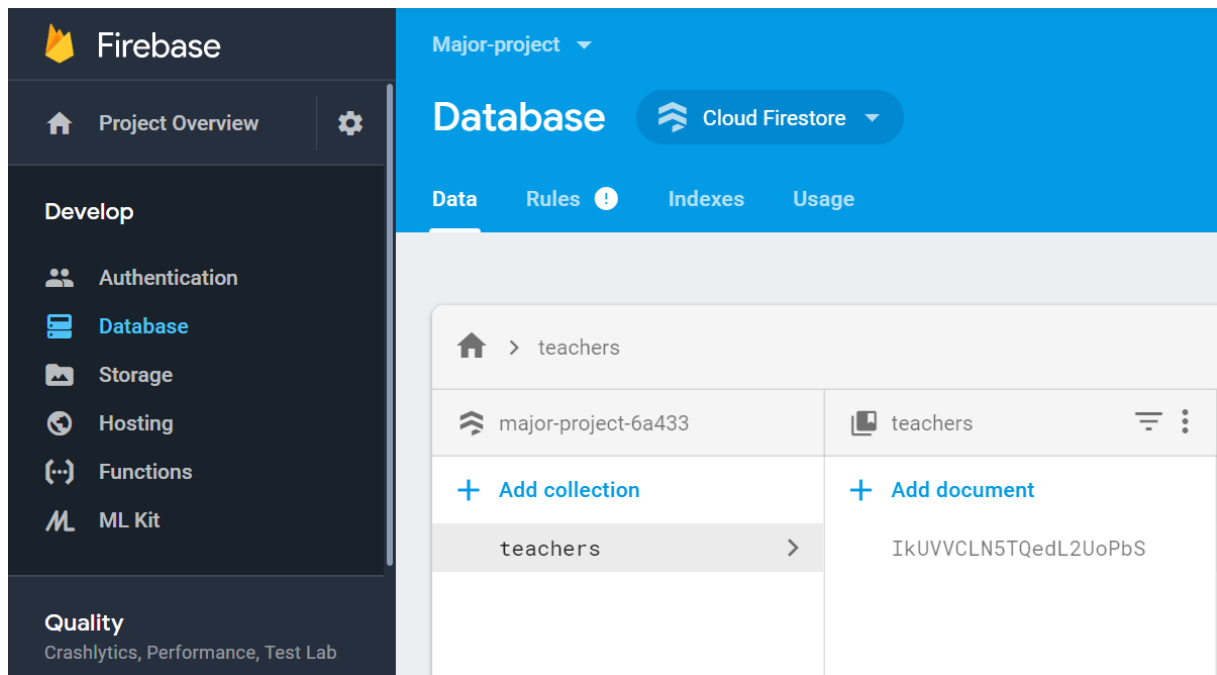 Firebase
Project Overview
Develop
Authentication
Database
Storage
Hosting
Functions
ML Kit
Quality
Crashlytics, Performance, Test Lab
Major-project
Database Cloud Firestore
Data Rules ! Indexes Usage
> teachers
major-project-6a433
+ Add collection
teachers >
teachers
+ Add document
IkUVVCLN5TQedL2UoPbS